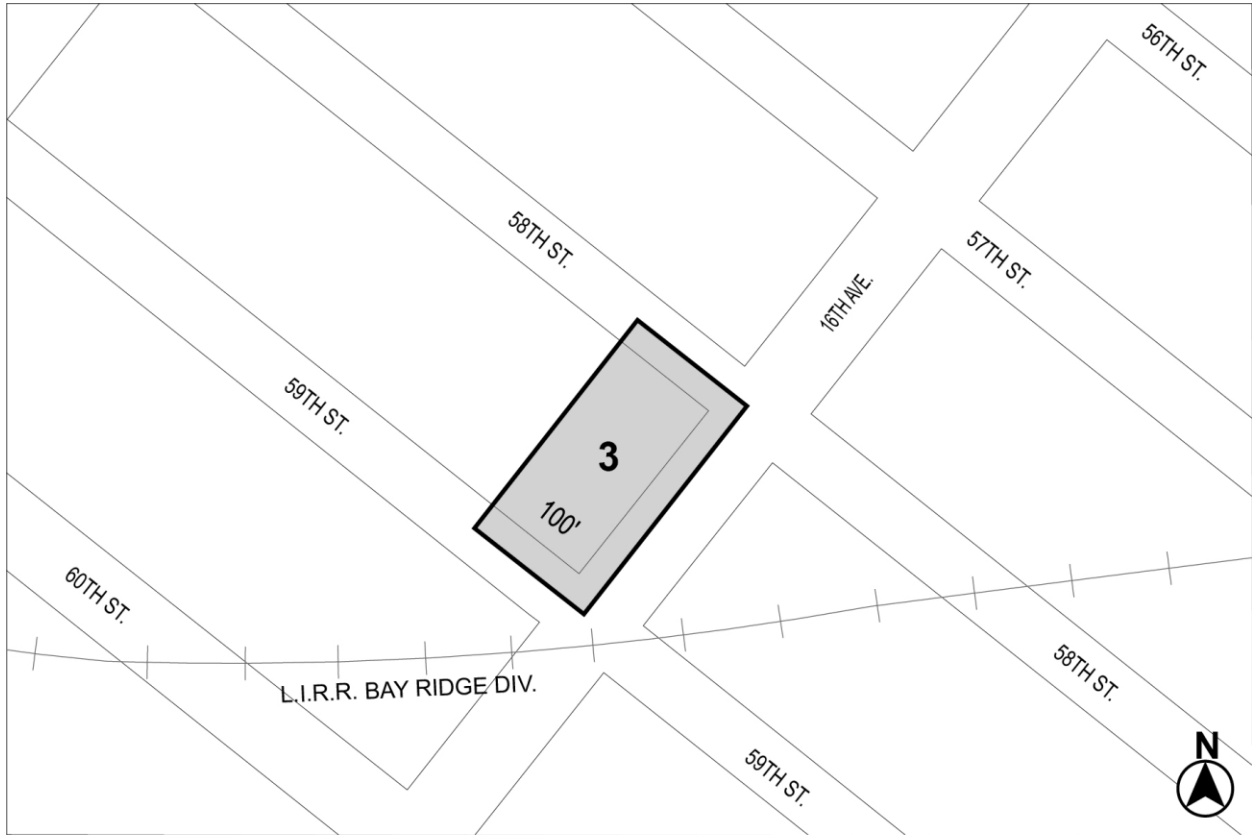 56TH ST.
58TH ST.
57TH ST.
16TH AVE.
59TH ST.
3
100'
60TH ST.
58TH ST.
L.I.R.R. BAY RIDGE DIV.
59TH ST.
N